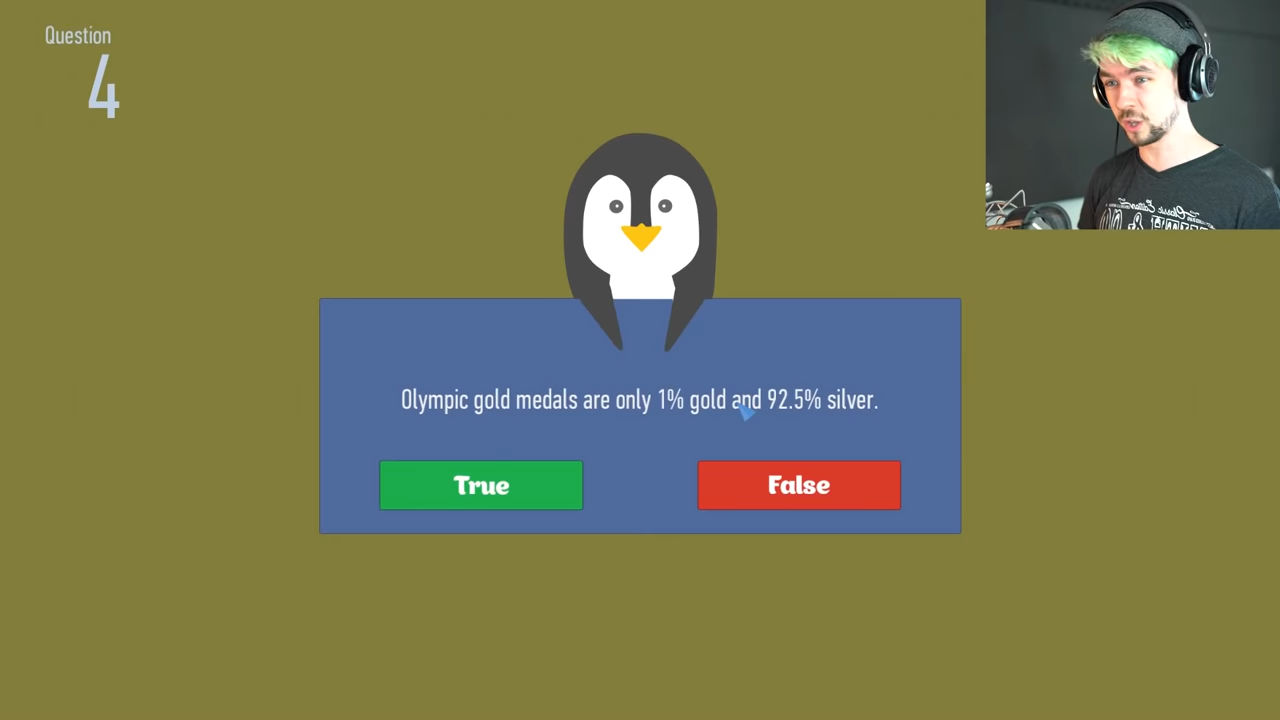 Question
4
Olympic gold medals are only 1% gold and 92.5% silver.
True
False